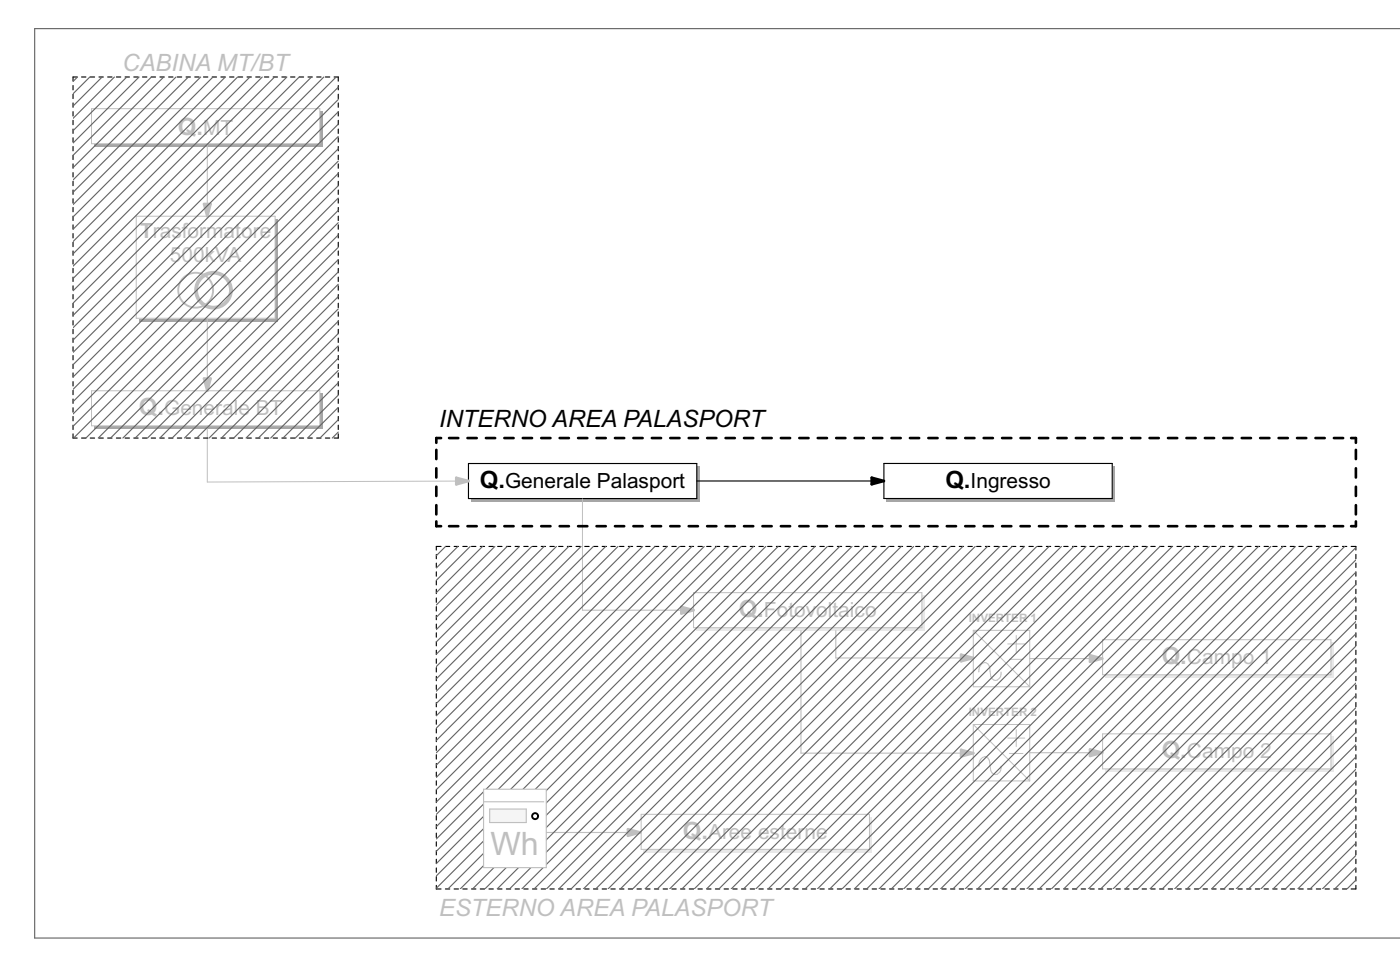 CABINA MT/BT
Q.MT
Trasformatore
500kVA
Q.Generale BT
INTERNO AREA PALASPORT
Q.Generale Palasport
Q.Ingresso
Q.Fotovoltaico
INVERTER 1
Q.Campo 1
INVERTER 2
Q.Campo 2
Wh
Q.Aree esterne
ESTERNO AREA PALASPORT